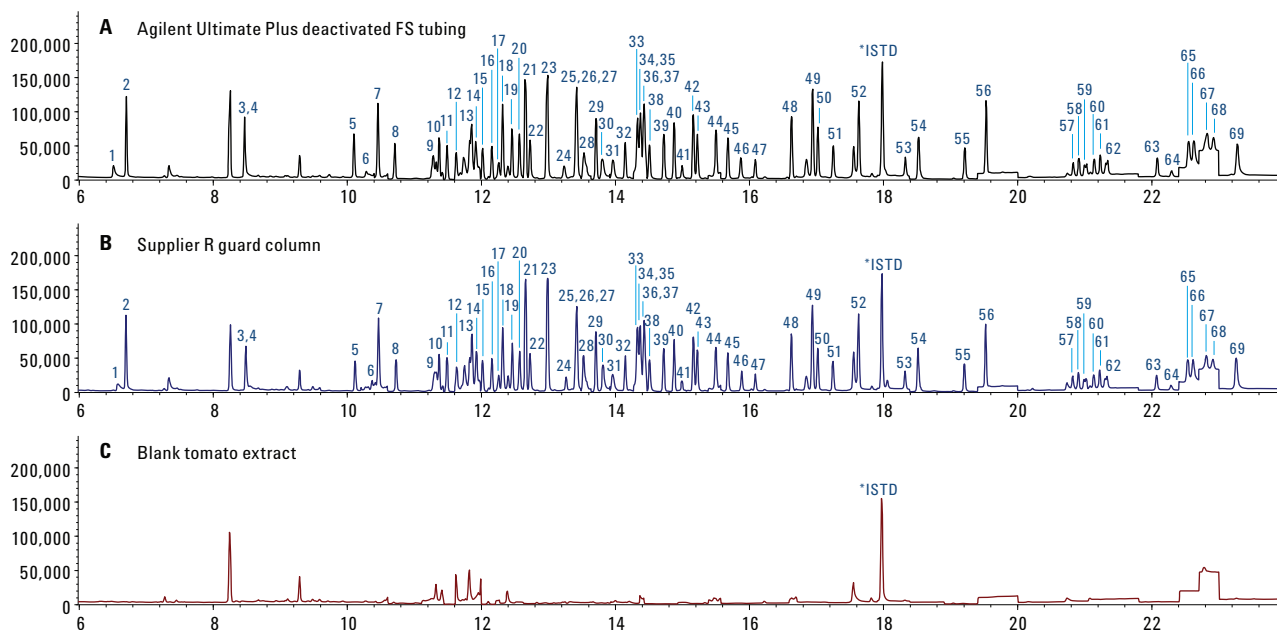 A Agilent Ultimate Plus deactivated FS tubing
200,000
150,000
100,000
50,000
0
1 2 3,4 5 6 7 8 9 10 11 12 13 14 15 16 17 18 19 20 21 22 23 24 25,26,27 28 29 30 31 32 33 34,35 36,37 38 39 40 41 42 43 44 45 46 47 48 49 50 51 52 *ISTD 53 54 55 56 57 58 59 60 61 62 63 64 65 66 67 68 69
6 8 10 12 14 16 18 20 22
B Supplier R guard column
200,000
150,000
100,000
50,000
0
1 2 3,4 5 6 7 8 9 10 11 12 13 14 15 16 17 18 19 20 21 22 23 24 25,26,27 28 29 30 31 32 33 34,35 36,37 38 39 40 41 42 43 44 45 46 47 48 49 50 51 52 *ISTD 53 54 55 56 57 58 59 60 61 62 63 64 65 66 67 68 69
6 8 10 12 14 16 18 20 22
C Blank tomato extract
200,000
150,000
100,000
50,000
0
*ISTD
6 8 10 12 14 16 18 20 22